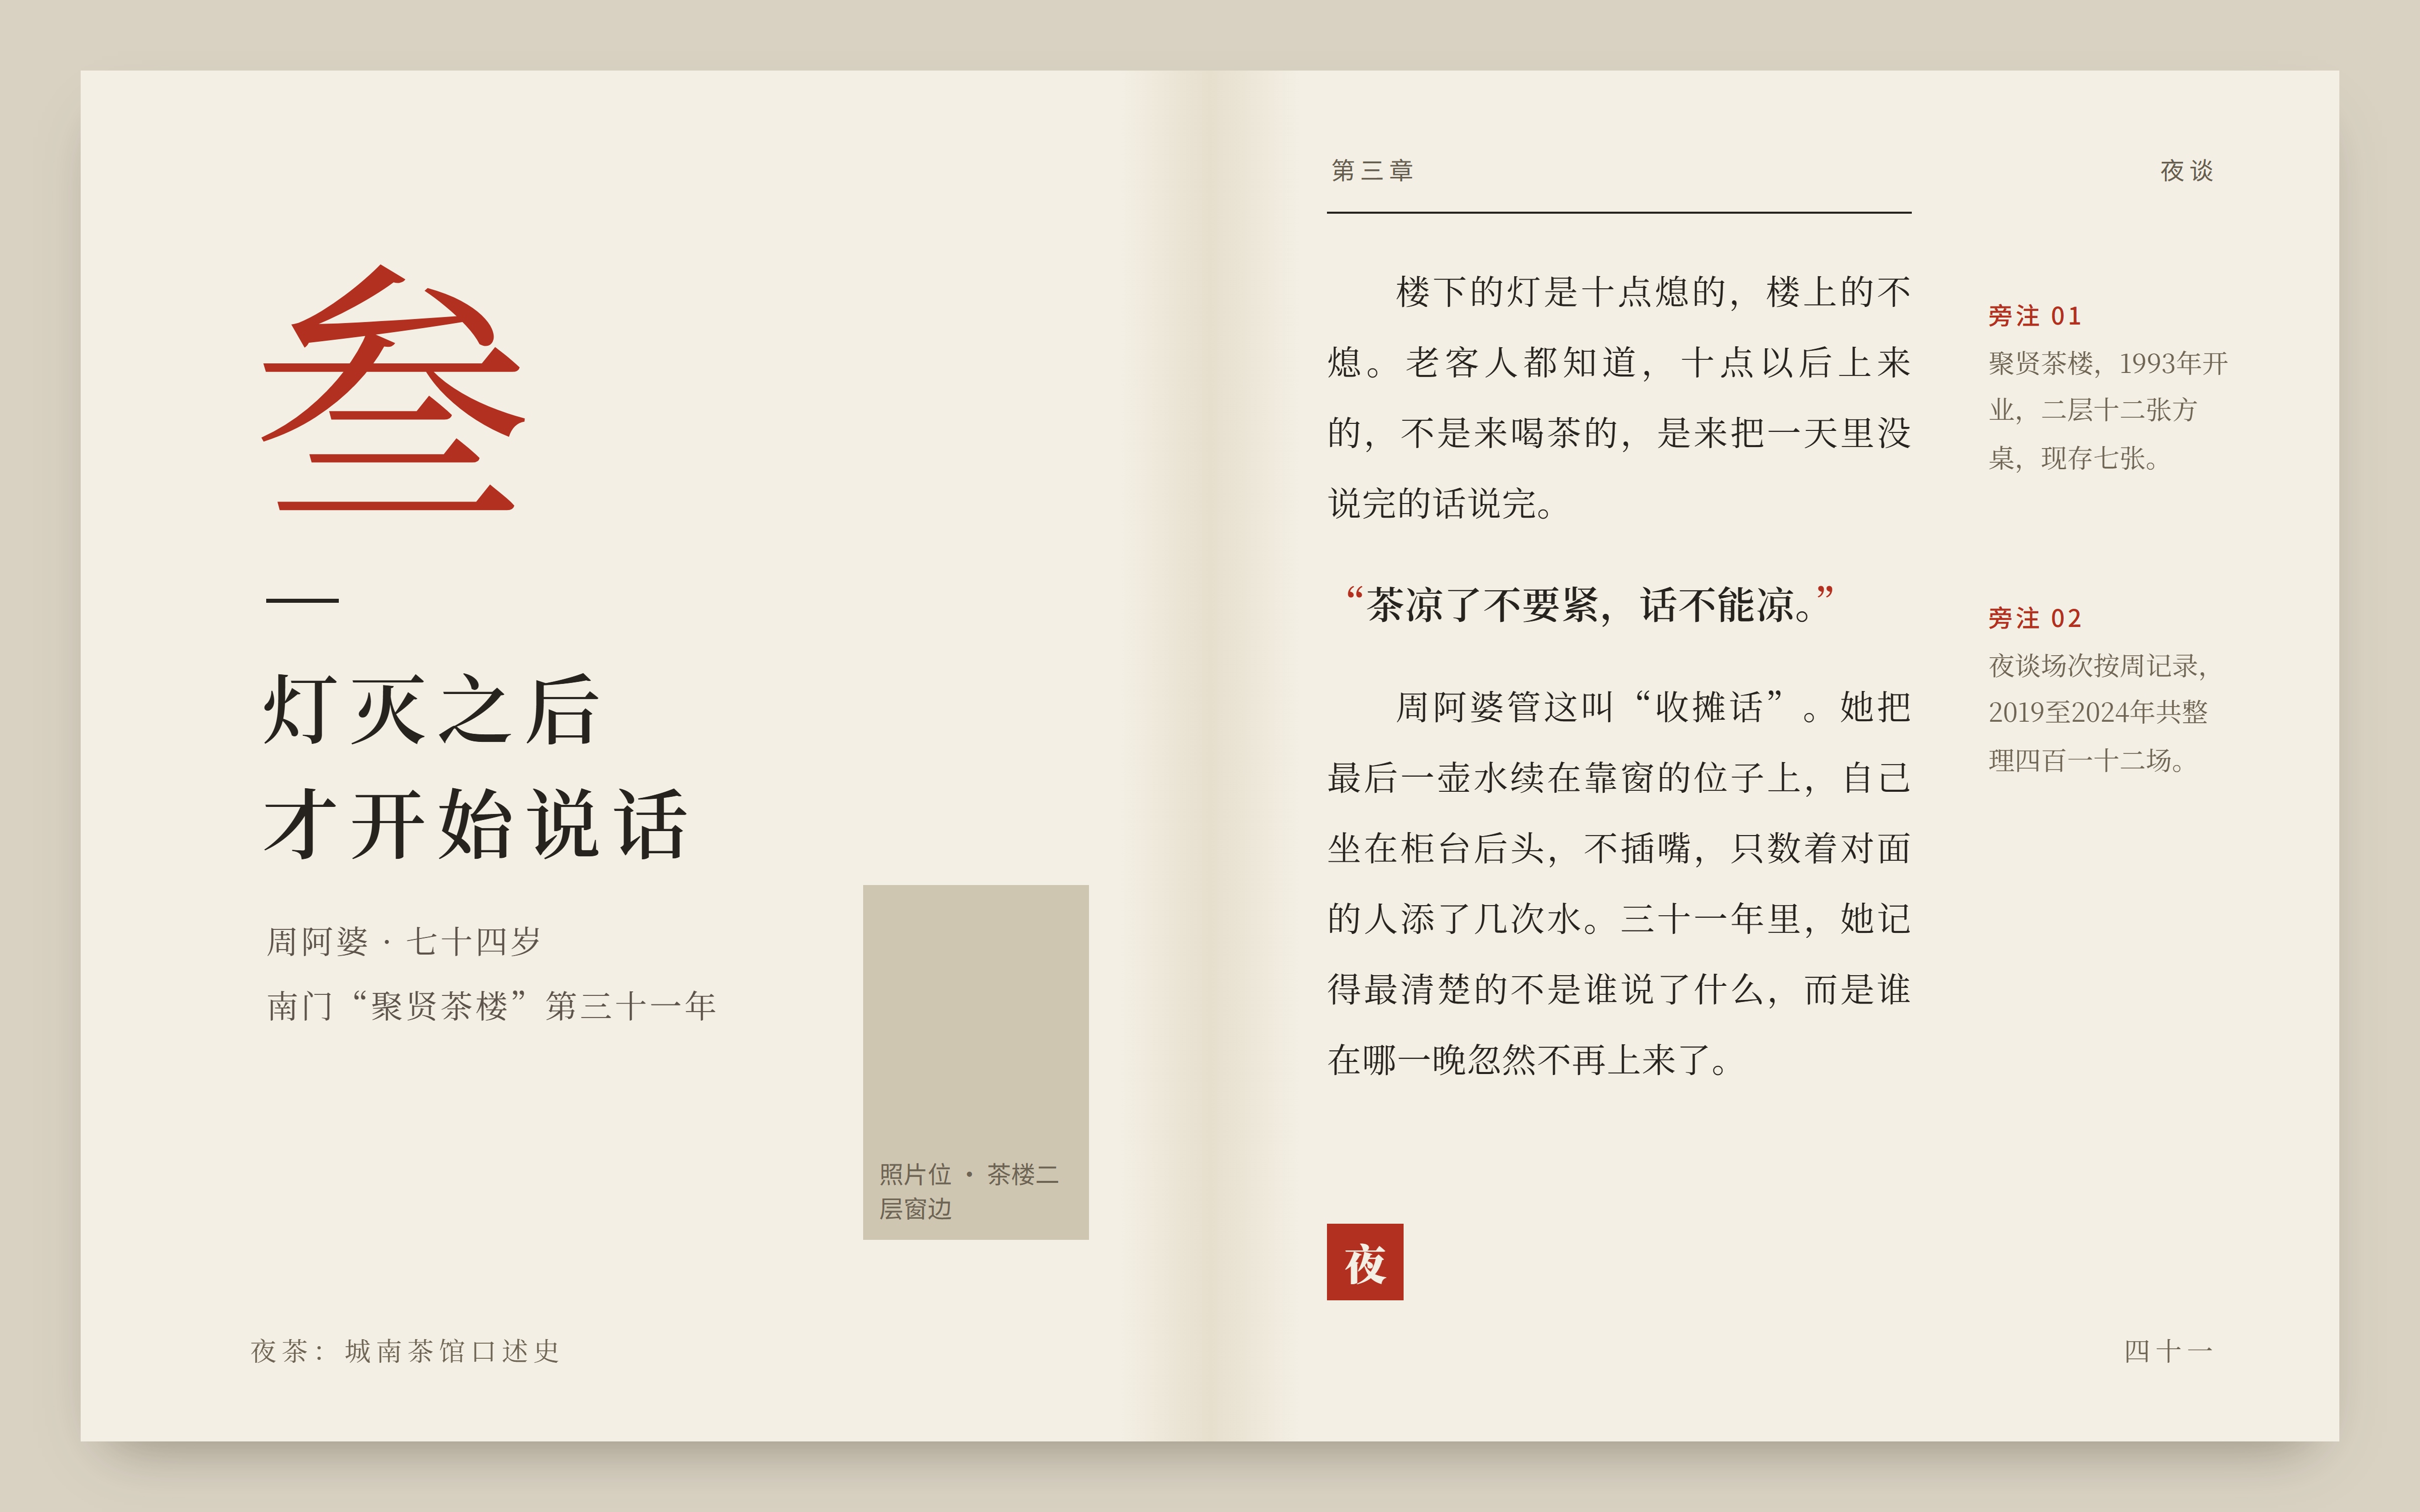 叁
灯灭之后
才开始说话
周阿婆 · 七十四岁
南门“聚贤茶楼”第三十一年
照片位 · 茶楼二
层窗边
夜茶：城南茶馆口述史
第三章
夜谈
楼下的灯是十点熄的，楼上的不
熄。老客人都知道，十点以后上来
的，不是来喝茶的，是来把一天里没
说完的话说完。
“茶凉了不要紧，话不能凉。”
周阿婆管这叫“收摊话”。她把
最后一壶水续在靠窗的位子上，自己
坐在柜台后头，不插嘴，只数着对面
的人添了几次水。三十一年里，她记
得最清楚的不是谁说了什么，而是谁
在哪一晚忽然不再上来了。
旁注 01
聚贤茶楼，1993年开
业，二层十二张方
桌，现存七张。
旁注 02
夜谈场次按周记录，
2019至2024年共整
理四百一十二场。
夜
四十一